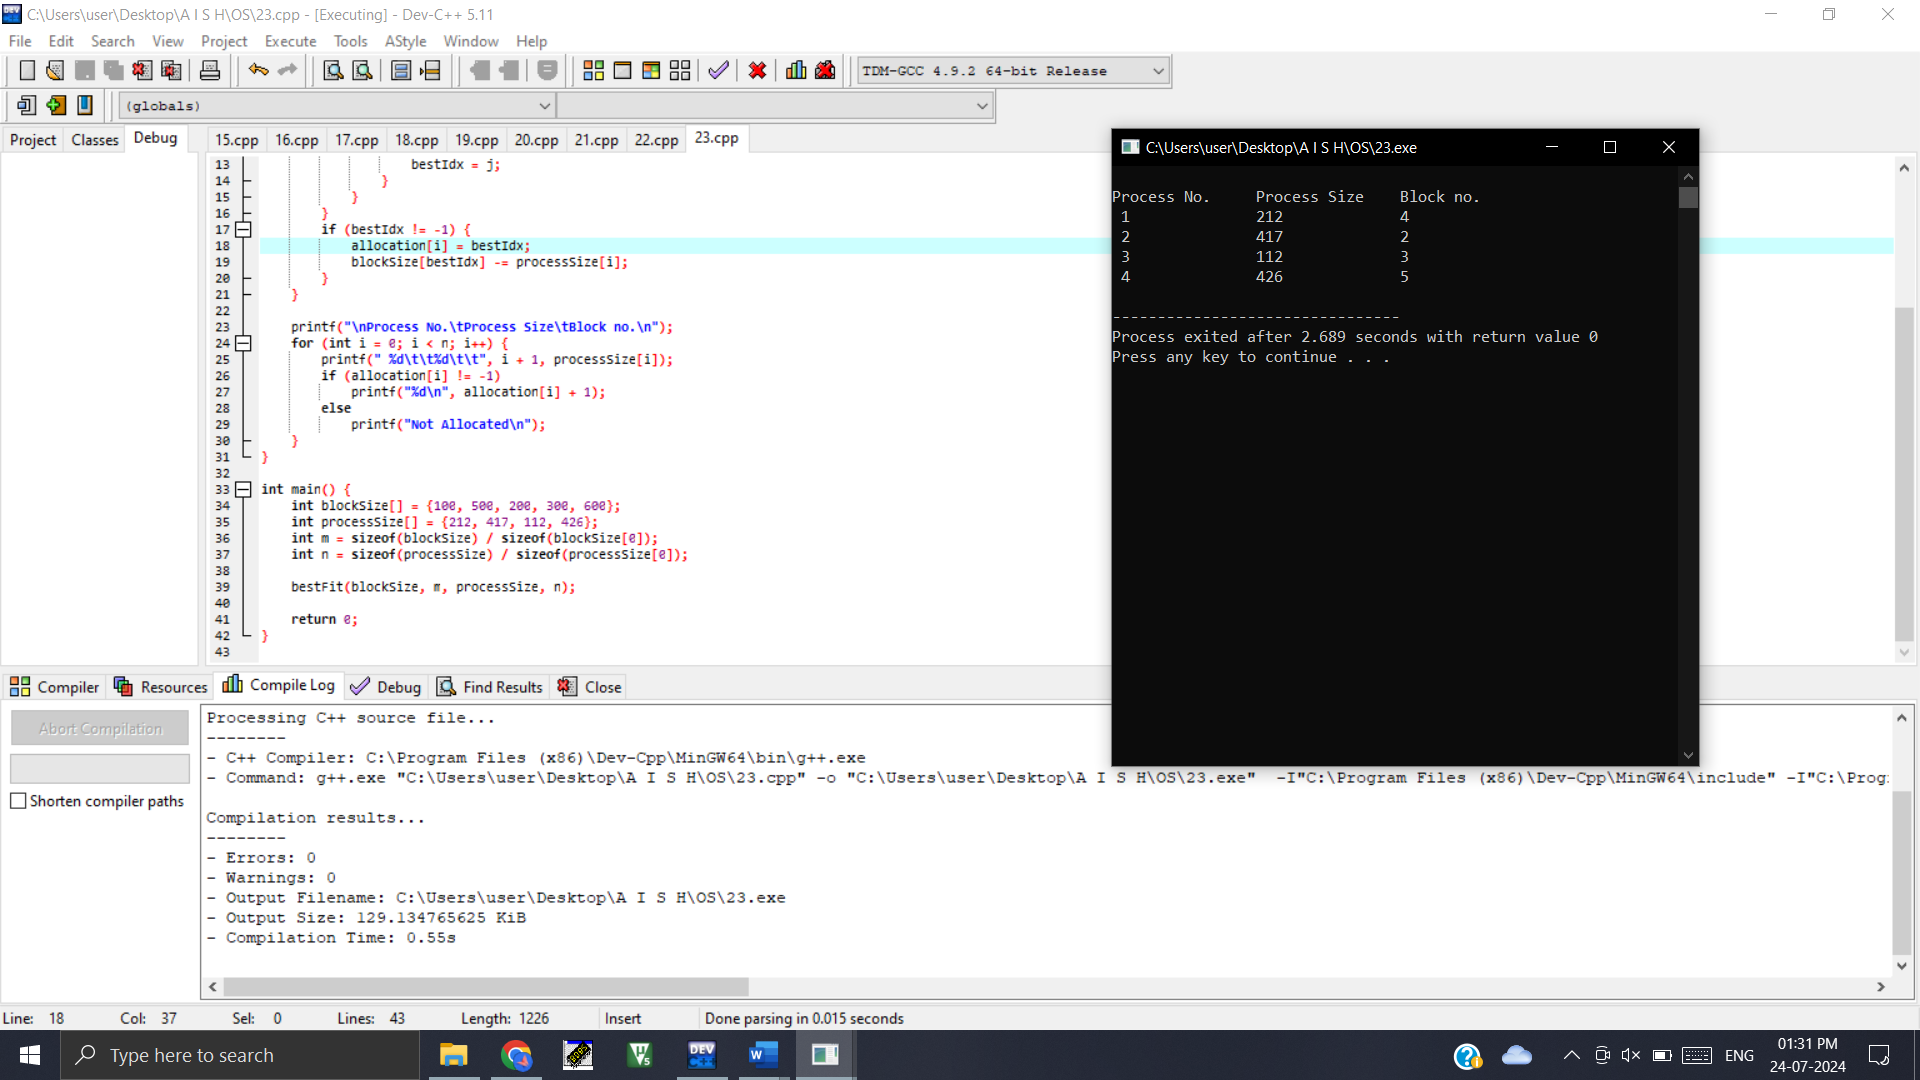 C:\Users\user\Desktop\A I S H\OS\23.cpp - [Executing] - Dev-C++ 5.11
File Edit Search View Project Execute Tools AStyle Window Help
TDM-GCC 4.9.2 64-bit Release
(globals)
Project Classes Debug
15.cpp 16.cpp 17.cpp 18.cpp 19.cpp 20.cpp 21.cpp 22.cpp 23.cpp
13 bestIdx = j;
14 }
15 }
16 }
17 if (bestIdx != -1) {
18 allocation[i] = bestIdx;
19 blockSize[bestIdx] -= processSize[i];
20 }
21 }
22
23 printf("\nProcess No.\tProcess Size\tBlock no.\n");
24 for (int i = 0; i < n; i++) {
25 printf(" %d\t\t%d\t\t", i + 1, processSize[i]);
26 if (allocation[i] != -1)
27 printf("%d\n", allocation[i] + 1);
28 else
29 printf("Not Allocated\n");
30 }
31 }
32
33 int main() {
34 int blockSize[] = {100, 500, 200, 300, 600};
35 int processSize[] = {212, 417, 112, 426};
36 int m = sizeof(blockSize) / sizeof(blockSize[0]);
37 int n = sizeof(processSize) / sizeof(processSize[0]);
38
39 bestFit(blockSize, m, processSize, n);
40
41 return 0;
42 }
43
C:\Users\user\Desktop\A I S H\OS\23.exe
Process No. Process Size Block no.
1 212 4
2 417 2
3 112 3
4 426 5
--------------------------------
Process exited after 2.689 seconds with return value 0
Press any key to continue . . .
Compiler Resources Compile Log Debug Find Results Close
Abort Compilation
Shorten compiler paths
Processing C++ source file...
--------
- C++ Compiler: C:\Program Files (x86)\Dev-Cpp\MinGW64\bin\g++.exe
- Command: g++.exe "C:\Users\user\Desktop\A I S H\OS\23.cpp" -o "C:\Users\user\Desktop\A I S H\OS\23.exe" -I"C:\Program Files (x86)\Dev-Cpp\MinGW64\include" -I"C:\Prog
Compilation results...
--------
- Errors: 0
- Warnings: 0
- Output Filename: C:\Users\user\Desktop\A I S H\OS\23.exe
- Output Size: 129.134765625 KiB
- Compilation Time: 0.55s
Line: 18 Col: 37 Sel: 0 Lines: 43 Length: 1226 Insert Done parsing in 0.015 seconds
Type here to search
DEV
ENG
01:31 PM
24-07-2024